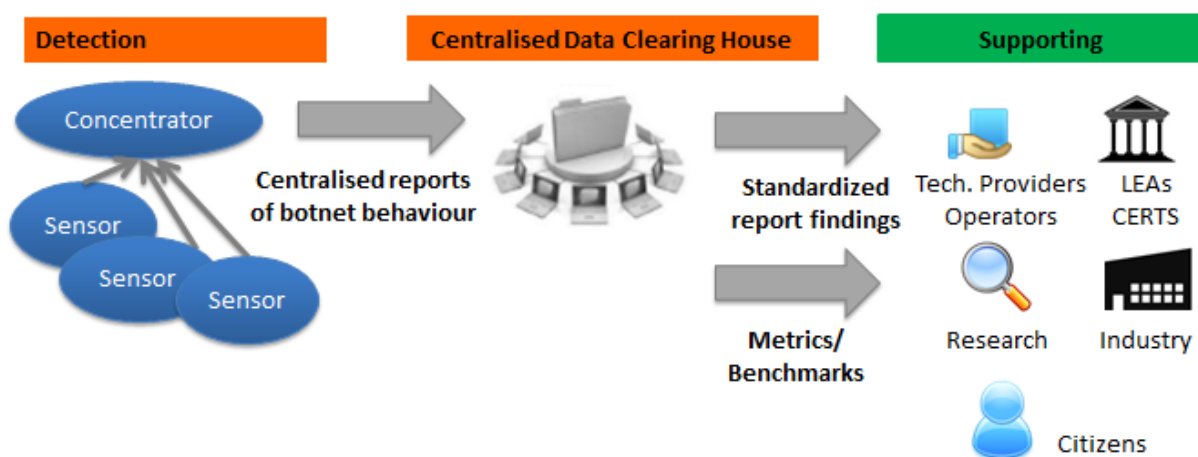 Detection
Centralised Data Clearing House
Supporting
Concentrator
Sensor
Sensor
Sensor
Centralised reports
of botnet behaviour
Standardized
report findings
Metrics/
Benchmarks
Tech. Providers
Operators
LEAs
CERTS
Research
Industry
Citizens